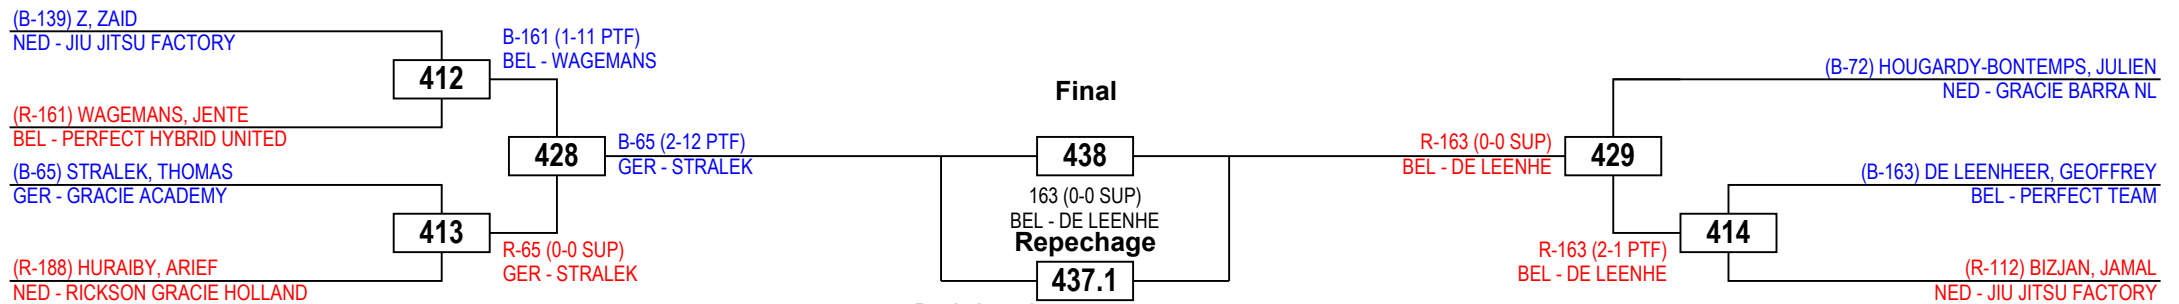 (B-139) Z, ZAID
NED - JIU JITSU FACTORY
412
(R-161) WAGEMANS, JENTE
BEL - PERFECT HYBRID UNITED
B-161 (1-11 PTF)
BEL - WAGEMANS
(B-65) STRALEK, THOMAS
GER - GRACIE ACADEMY
413
(R-188) HURAIBY, ARIEF
NED - RICKSON GRACIE HOLLAND
R-65 (0-0 SUP)
GER - STRALEK
428
B-65 (2-12 PTF)
GER - STRALEK
Final
438
163 (0-0 SUP)
BEL - DE LEENHE
Repechage
437.1
R-163 (0-0 SUP)
BEL - DE LEENHE
429
(B-72) HOUGARDY-BONTEMPS, JULIEN
NED - GRACIE BARRA NL
(B-163) DE LEENHEER, GEOFFREY
BEL - PERFECT TEAM
414
R-163 (2-1 PTF)
BEL - DE LEENHE
(R-112) BIZJAN, JAMAL
NED - JIU JITSU FACTORY